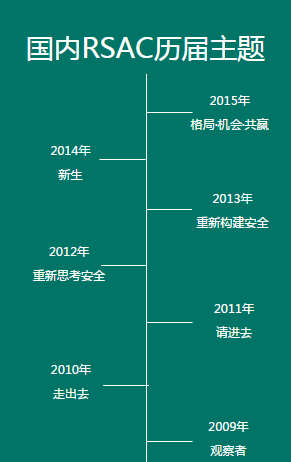 国内RSAC历届主题
2015年
格局·机会·共赢
2014年
新生
2013年
重新构建安全
2012年
重新思考安全
2011年
请进去
2010年
走出去
2009年
观察者